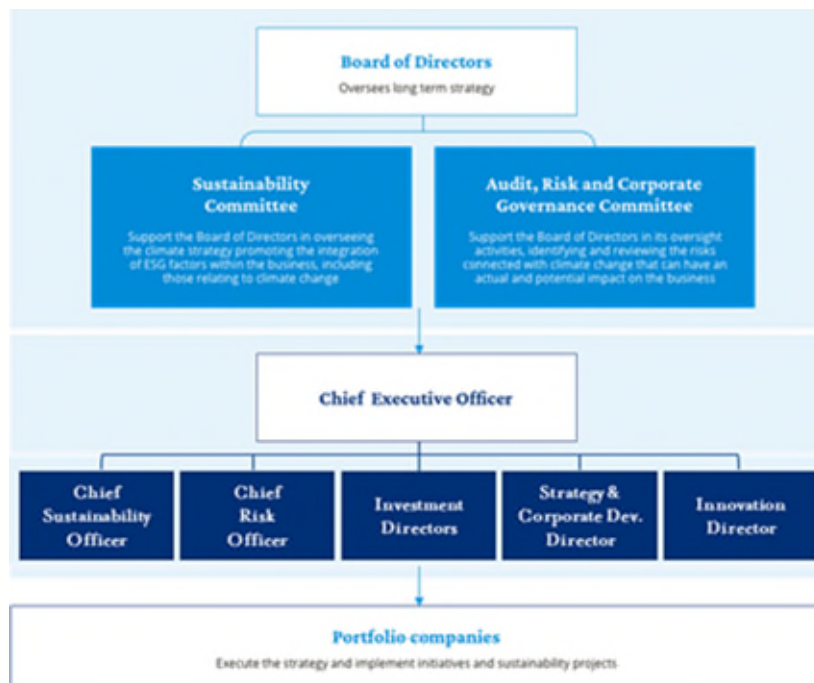 Board of Directors
Oversees long term strategy
Sustainability
Committee
Support the Board of Directors in overseeing
the climate strategy promoting the integration
of ESG factors within the business, including
those relating to climate change
Audit, Risk and Corporate
Governance Committee
Support the Board of Directors in its oversight
activities, identifying and reviewing the risks
connected with climate change that can have an
actual and potential impact on the business
Chief Executive Officer
Chief
Sustainability
Officer
Chief
Risk
Officer
Investment
Directors
Strategy &
Corporate Dev.
Director
Innovation
Director
Portfolio companies
Execute the strategy and implement initiatives and sustainability projects